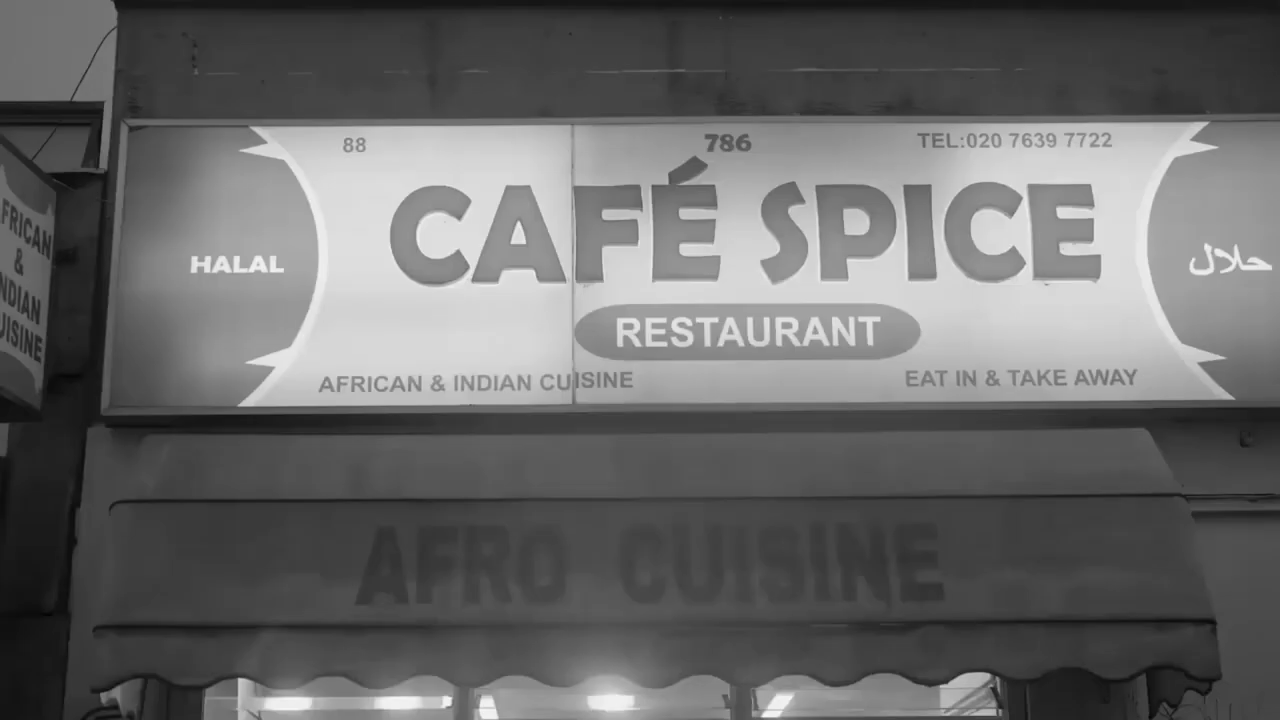 88
786
TEL:020 7639 7722
CAFÉ SPICE
HALAL
حلال
RESTAURANT
AFRICAN & INDIAN CUISINE
EAT IN & TAKE AWAY
AFRO CUISINE
FRICAN
&
NDIAN
UISINE